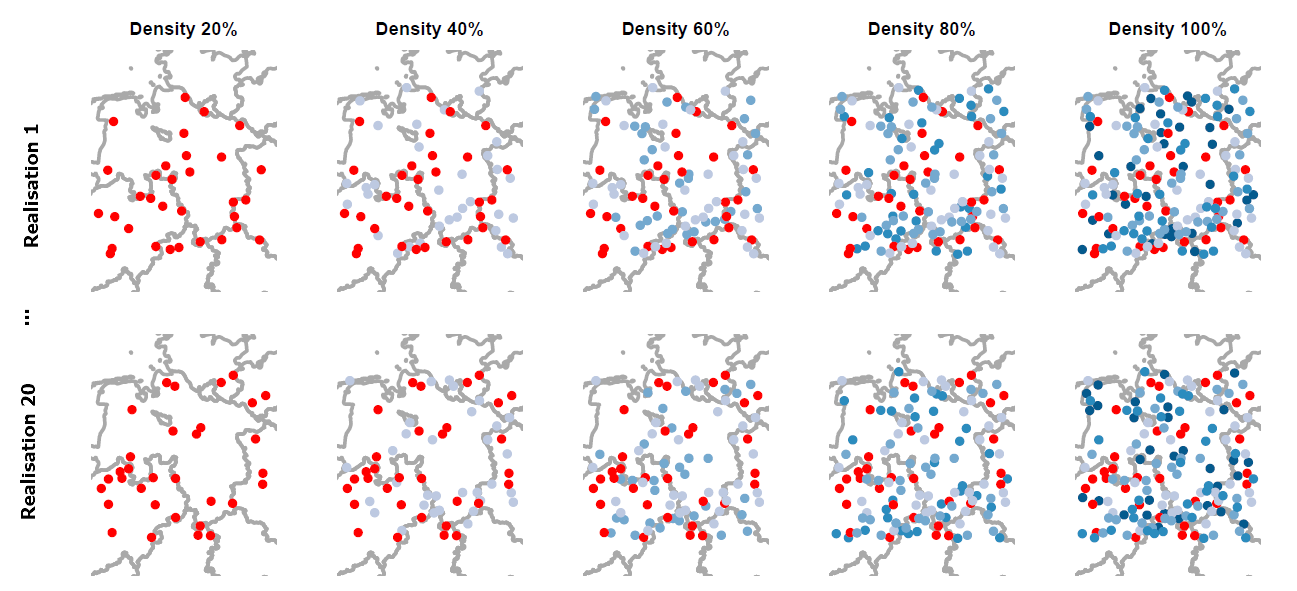 Density 20%
Density 40%
Density 60%
Density 80%
Density 100%
Realisation 1
...
Realisation 20